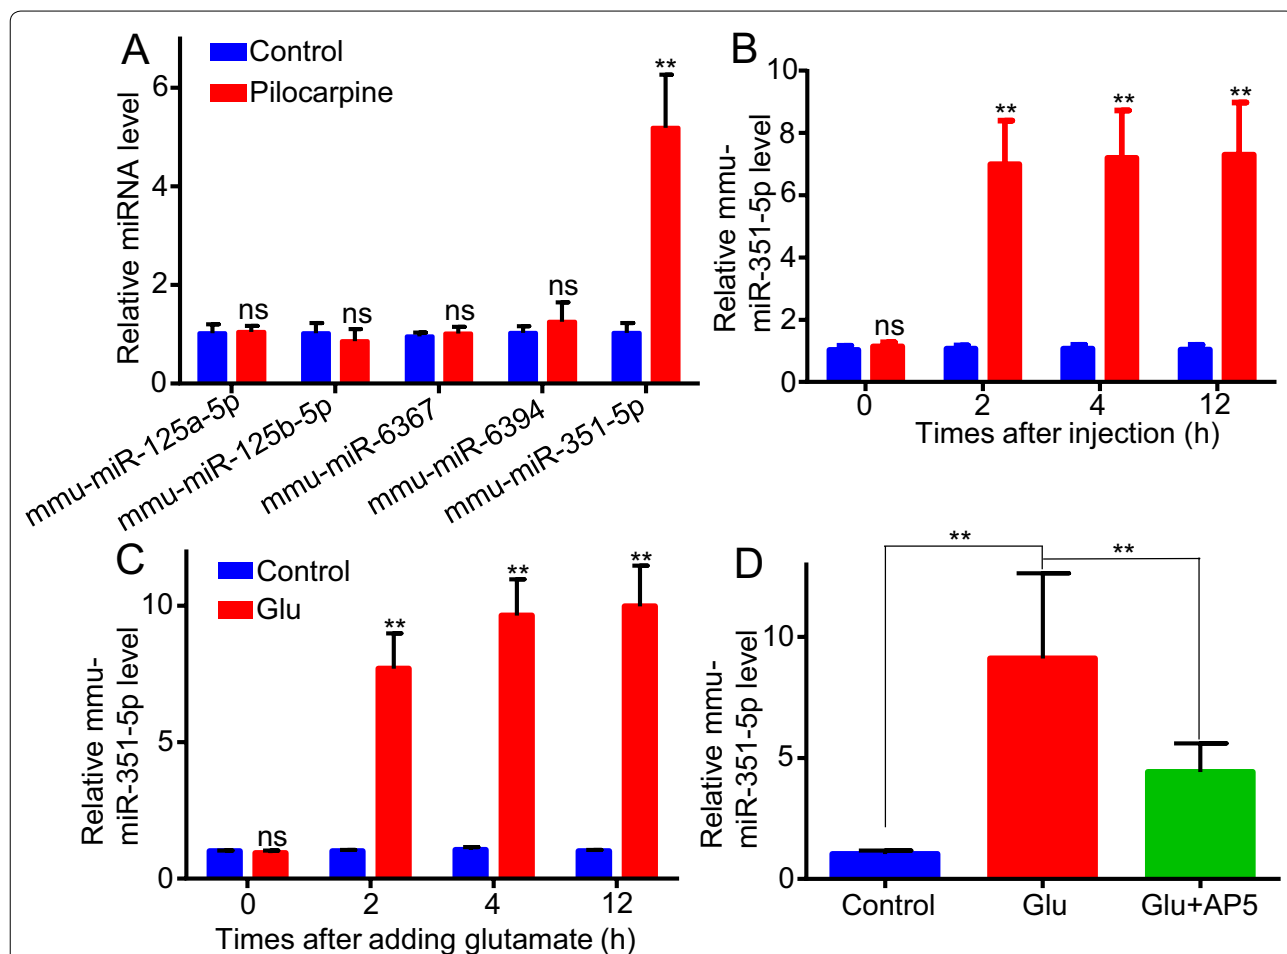 A
Control
Pilocarpine
Relative miRNA level
6
4
2
0
ns
ns
ns
ns
**
mmu-miR-125a-5p
mmu-miR-125b-5p
mmu-miR-6367
mmu-miR-6394
mmu-miR-351-5p
B
Relative mmu-
miR-351-5p level
10
8
6
4
2
0
ns
**
**
**
0 2 4 12
Times after injection (h)
C
Control
Glu
Relative mmu-
miR-351-5p level
10
5
0
ns
**
**
**
0 2 4 12
Times after adding glutamate (h)
D
Relative mmu-
miR-351-5p level
10
5
0
**
**
Control Glu Glu+AP5